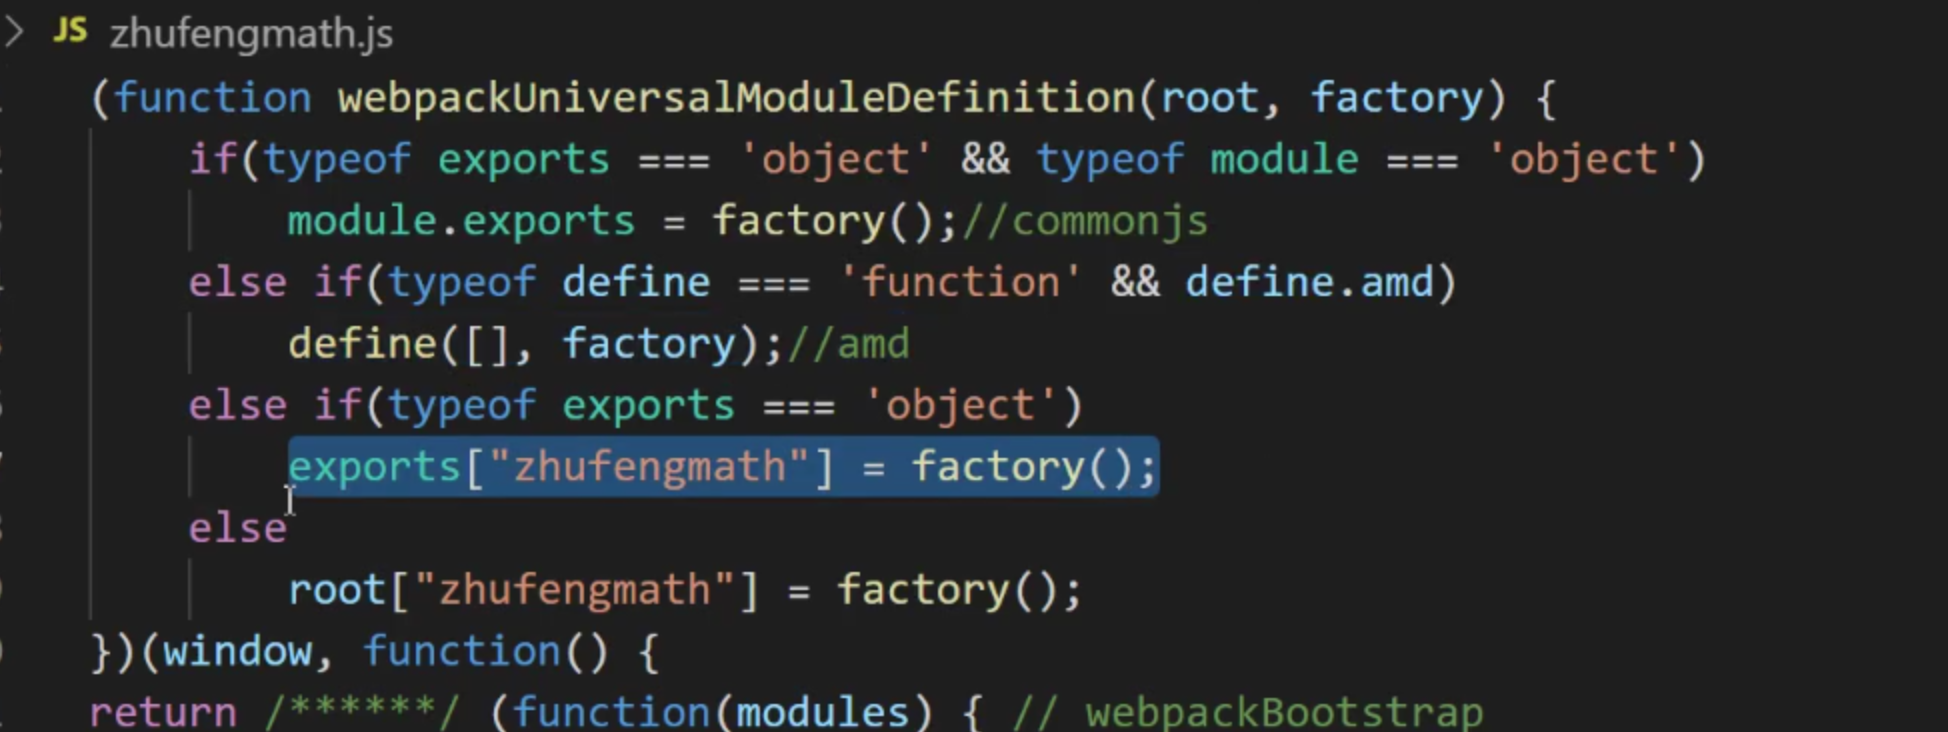 JS zhufengmath.js
(function webpackUniversalModuleDefinition(root, factory) {
if(typeof exports === 'object' && typeof module === 'object')
module.exports = factory();//commonjs
else if(typeof define === 'function' && define.amd)
define([], factory);//amd
else if(typeof exports === 'object')
exports["zhufengmath"] = factory();
else
root["zhufengmath"] = factory();
})(window, function() {
return /******/ (function(modules) { // webpackBootstrap